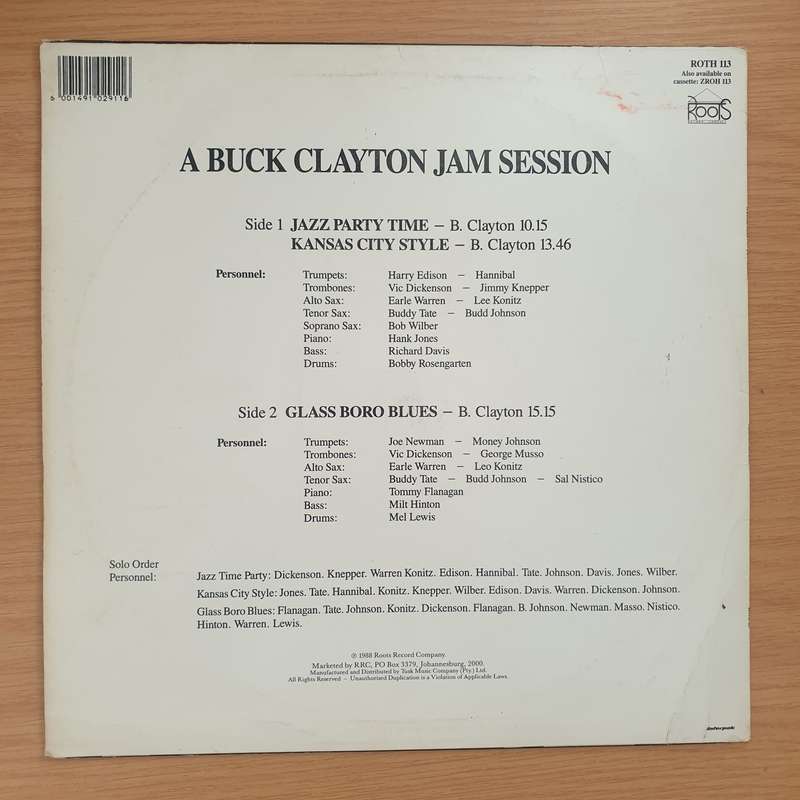 6 001491 029116
ROTH 113
Also available on
cassette: ZROH 113
ROOTS
A BUCK CLAYTON JAM SESSION
Side 1 JAZZ PARTY TIME – B. Clayton 10.15
KANSAS CITY STYLE – B. Clayton 13.46
Personnel: Trumpets: Harry Edison – Hannibal
Trombones: Vic Dickenson – Jimmy Knepper
Alto Sax: Earle Warren – Lee Konitz
Tenor Sax: Buddy Tate – Budd Johnson
Soprano Sax: Bob Wilber
Piano: Hank Jones
Bass: Richard Davis
Drums: Bobby Rosengarten
Side 2 GLASS BORO BLUES – B. Clayton 15.15
Personnel: Trumpets: Joe Newman – Money Johnson
Trombones: Vic Dickenson – George Musso
Alto Sax: Earle Warren – Leo Konitz
Tenor Sax: Buddy Tate – Budd Johnson – Sal Nistico
Piano: Tommy Flanagan
Bass: Milt Hinton
Drums: Mel Lewis
Solo Order
Personnel: Jazz Time Party: Dickenson. Knepper. Warren Konitz. Edison. Hannibal. Tate. Johnson. Davis. Jones. Wilber.
Kansas City Style: Jones. Tate. Hannibal. Konitz. Knepper. Wilber. Edison. Davis. Warren. Dickenson. Johnson.
Glass Boro Blues: Flanagan. Tate. Johnson. Konitz. Dickenson. Flanagan. B. Johnson. Newman. Masso. Nistico.
Hinton. Warren. Lewis.
℗ 1988 Roots Record Company.
Marketed by RRC, PO Box 3379, Johannesburg, 2000.
Manufactured and Distributed by Tusk Music Company (Pty.) Ltd.
All Rights Reserved – Unauthorised Duplication is a Violation of Applicable Laws.